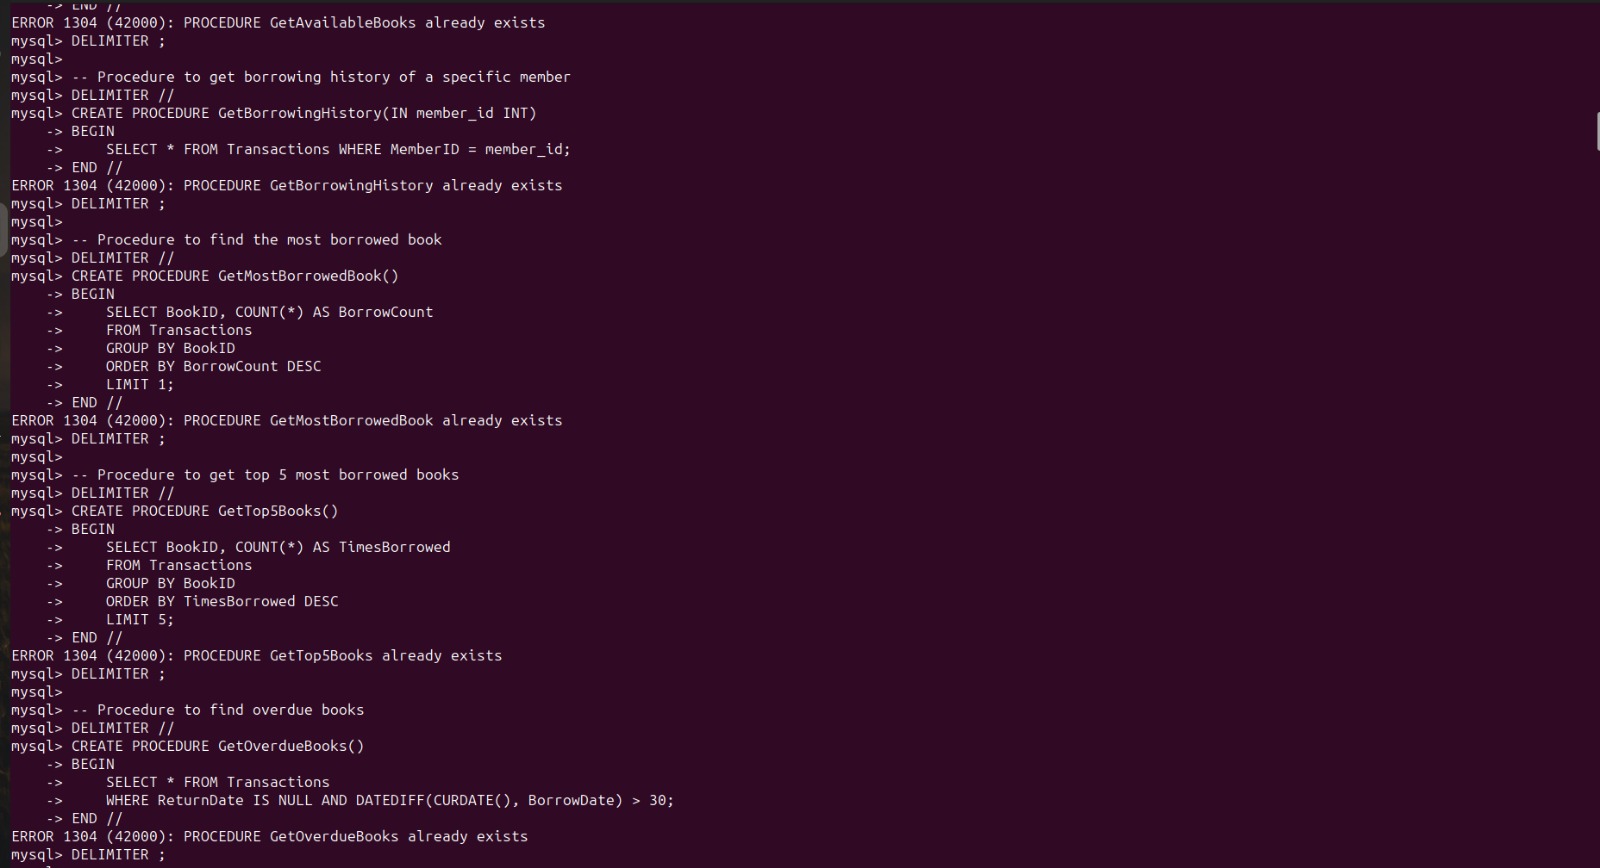 -> END //
ERROR 1304 (42000): PROCEDURE GetAvailableBooks already exists
mysql> DELIMITER ;
mysql>
mysql> -- Procedure to get borrowing history of a specific member
mysql> DELIMITER //
mysql> CREATE PROCEDURE GetBorrowingHistory(IN member_id INT)
    -> BEGIN
    ->     SELECT * FROM Transactions WHERE MemberID = member_id;
    -> END //
ERROR 1304 (42000): PROCEDURE GetBorrowingHistory already exists
mysql> DELIMITER ;
mysql>
mysql> -- Procedure to find the most borrowed book
mysql> DELIMITER //
mysql> CREATE PROCEDURE GetMostBorrowedBook()
    -> BEGIN
    ->     SELECT BookID, COUNT(*) AS BorrowCount
    ->     FROM Transactions
    ->     GROUP BY BookID
    ->     ORDER BY BorrowCount DESC
    ->     LIMIT 1;
    -> END //
ERROR 1304 (42000): PROCEDURE GetMostBorrowedBook already exists
mysql> DELIMITER ;
mysql>
mysql> -- Procedure to get top 5 most borrowed books
mysql> DELIMITER //
mysql> CREATE PROCEDURE GetTop5Books()
    -> BEGIN
    ->     SELECT BookID, COUNT(*) AS TimesBorrowed
    ->     FROM Transactions
    ->     GROUP BY BookID
    ->     ORDER BY TimesBorrowed DESC
    ->     LIMIT 5;
    -> END //
ERROR 1304 (42000): PROCEDURE GetTop5Books already exists
mysql> DELIMITER ;
mysql>
mysql> -- Procedure to find overdue books
mysql> DELIMITER //
mysql> CREATE PROCEDURE GetOverdueBooks()
    -> BEGIN
    ->     SELECT * FROM Transactions
    ->     WHERE ReturnDate IS NULL AND DATEDIFF(CURDATE(), BorrowDate) > 30;
    -> END //
ERROR 1304 (42000): PROCEDURE GetOverdueBooks already exists
mysql> DELIMITER ;